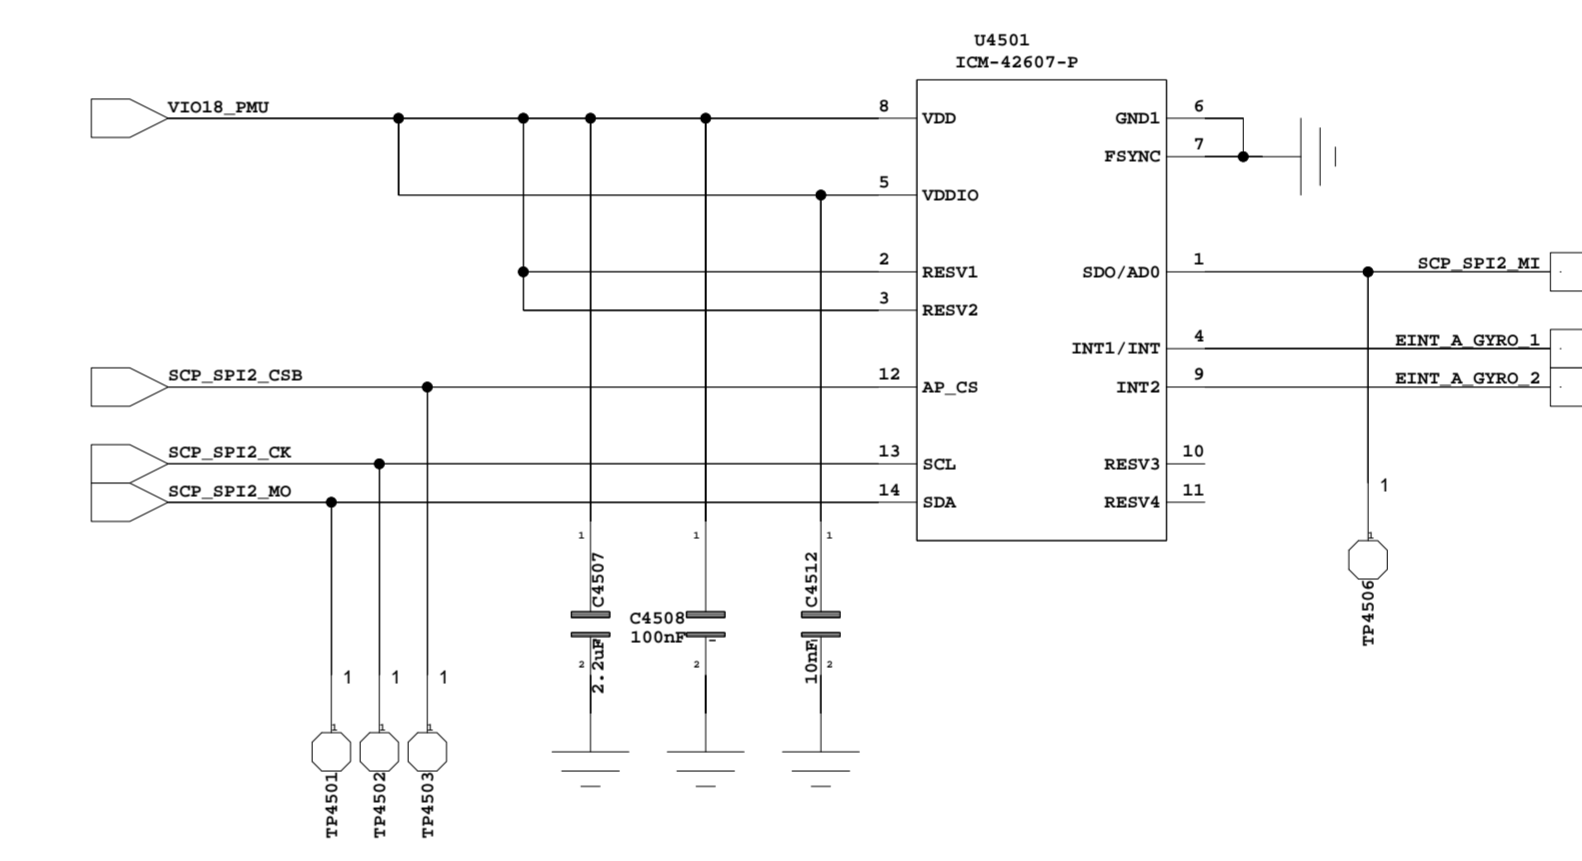 U4501
ICM-42607-P
VIO18_PMU
8
VDD
GND1
6
FSYNC
7
5
VDDIO
2
RESV1
SDO/AD0
1
SCP_SPI2_MI
3
RESV2
INT1/INT
4
EINT_A_GYRO_1
SCP_SPI2_CSB
12
AP_CS
INT2
9
EINT_A_GYRO_2
SCP_SPI2_CK
13
SCL
RESV3
10
SCP_SPI2_MO
14
SDA
RESV4
11
1
1
1
1
1
C4507
2.2uF
2
C4508
100nF
2
C4512
10nF
2
TP4506
1
1
1
1
1
1
1
TP4501
TP4502
TP4503